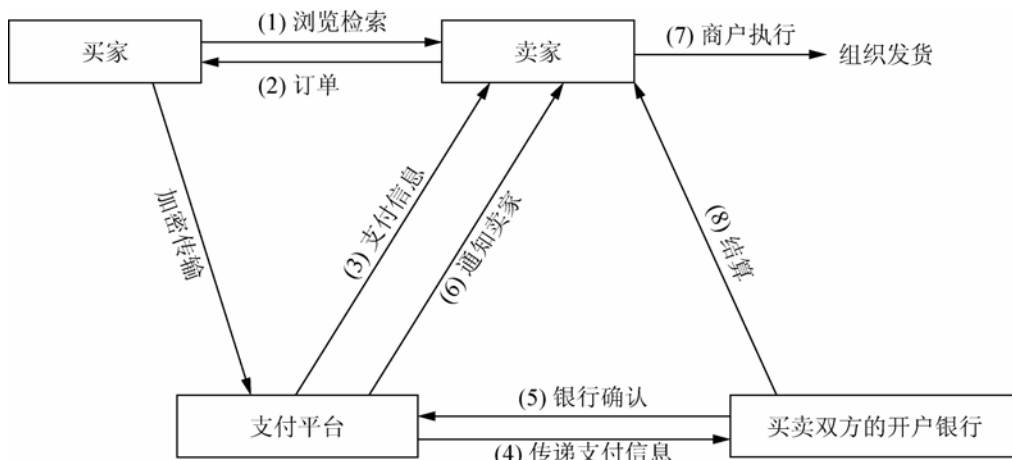 (1) 浏览检索
买家
卖家
(7) 商户执行
组织发货
(2) 订单
加密传输
(3) 支付信息
(6) 通知卖家
(8) 结算
支付平台
(5) 银行确认
买卖双方的开户银行
(4) 传递支付信息